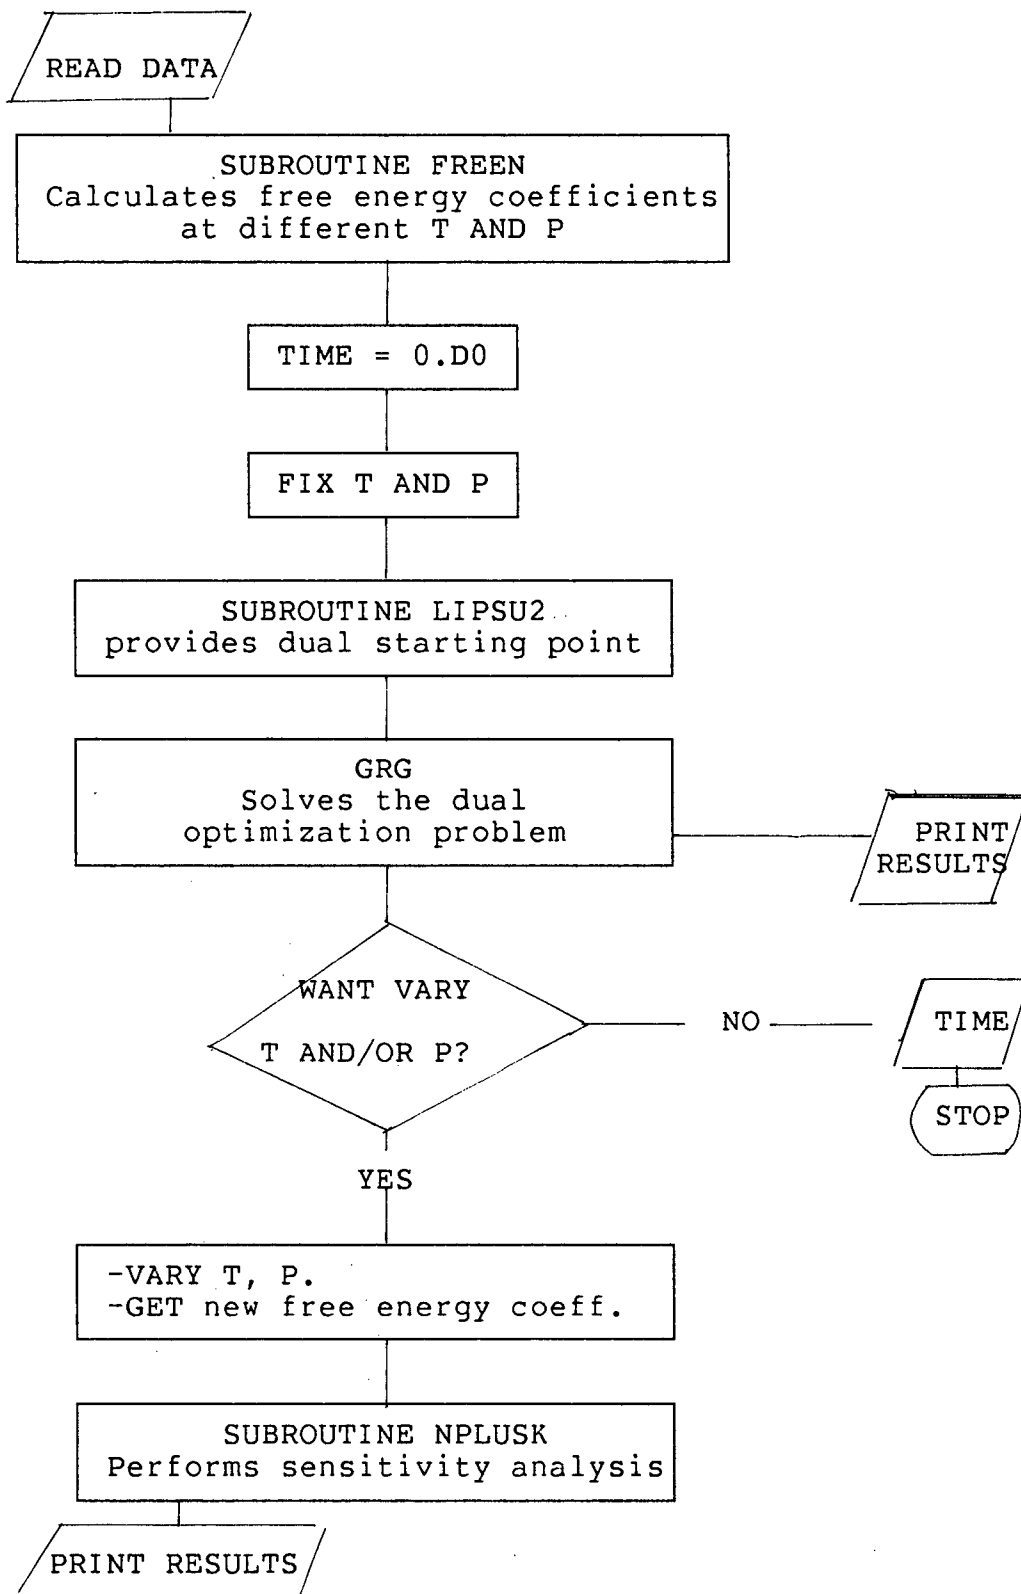 READ DATA
SUBROUTINE FREEN
Calculates free energy coefficients
at different T AND P
TIME = 0.D0
FIX T AND P
SUBROUTINE LIPSU2
provides dual starting point
GRG
Solves the dual
optimization problem
PRINT
RESULTS
WANT VARY
T AND/OR P?
NO
TIME
STOP
YES
-VARY T, P.
-GET new free energy coeff.
SUBROUTINE NPLUSK
Performs sensitivity analysis
PRINT RESULTS